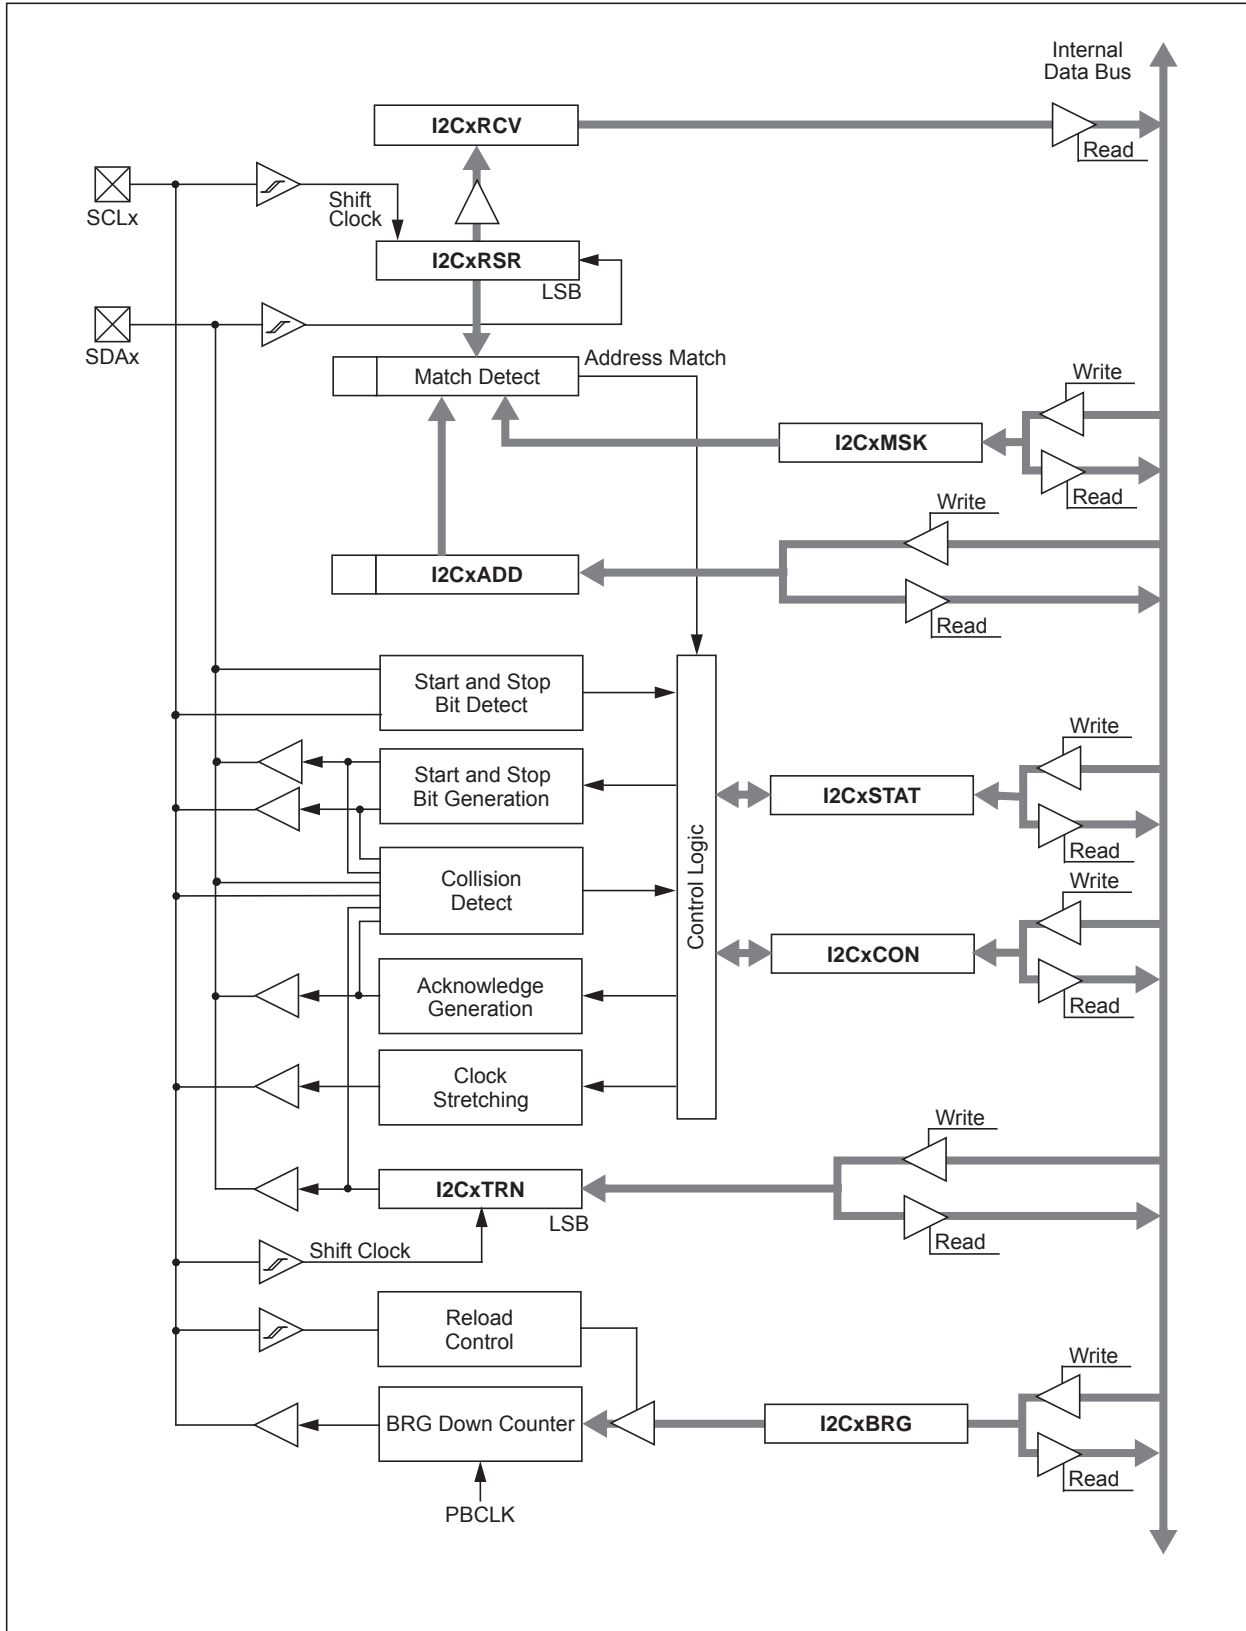 Internal
Data Bus
I2CxRCV
Read
SCLx
Shift
Clock
I2CxRSR
LSB
SDAx
Address Match
Match Detect
Write
I2CxMSK
Read
Write
I2CxADD
Read
Start and Stop
Bit Detect
Write
Start and Stop
Bit Generation
I2CxSTAT
Read
Control Logic
Collision
Detect
Write
I2CxCON
Read
Acknowledge
Generation
Clock
Stretching
Write
I2CxTRN
LSB
Read
Shift Clock
Reload
Control
Write
BRG Down Counter
I2CxBRG
Read
PBCLK